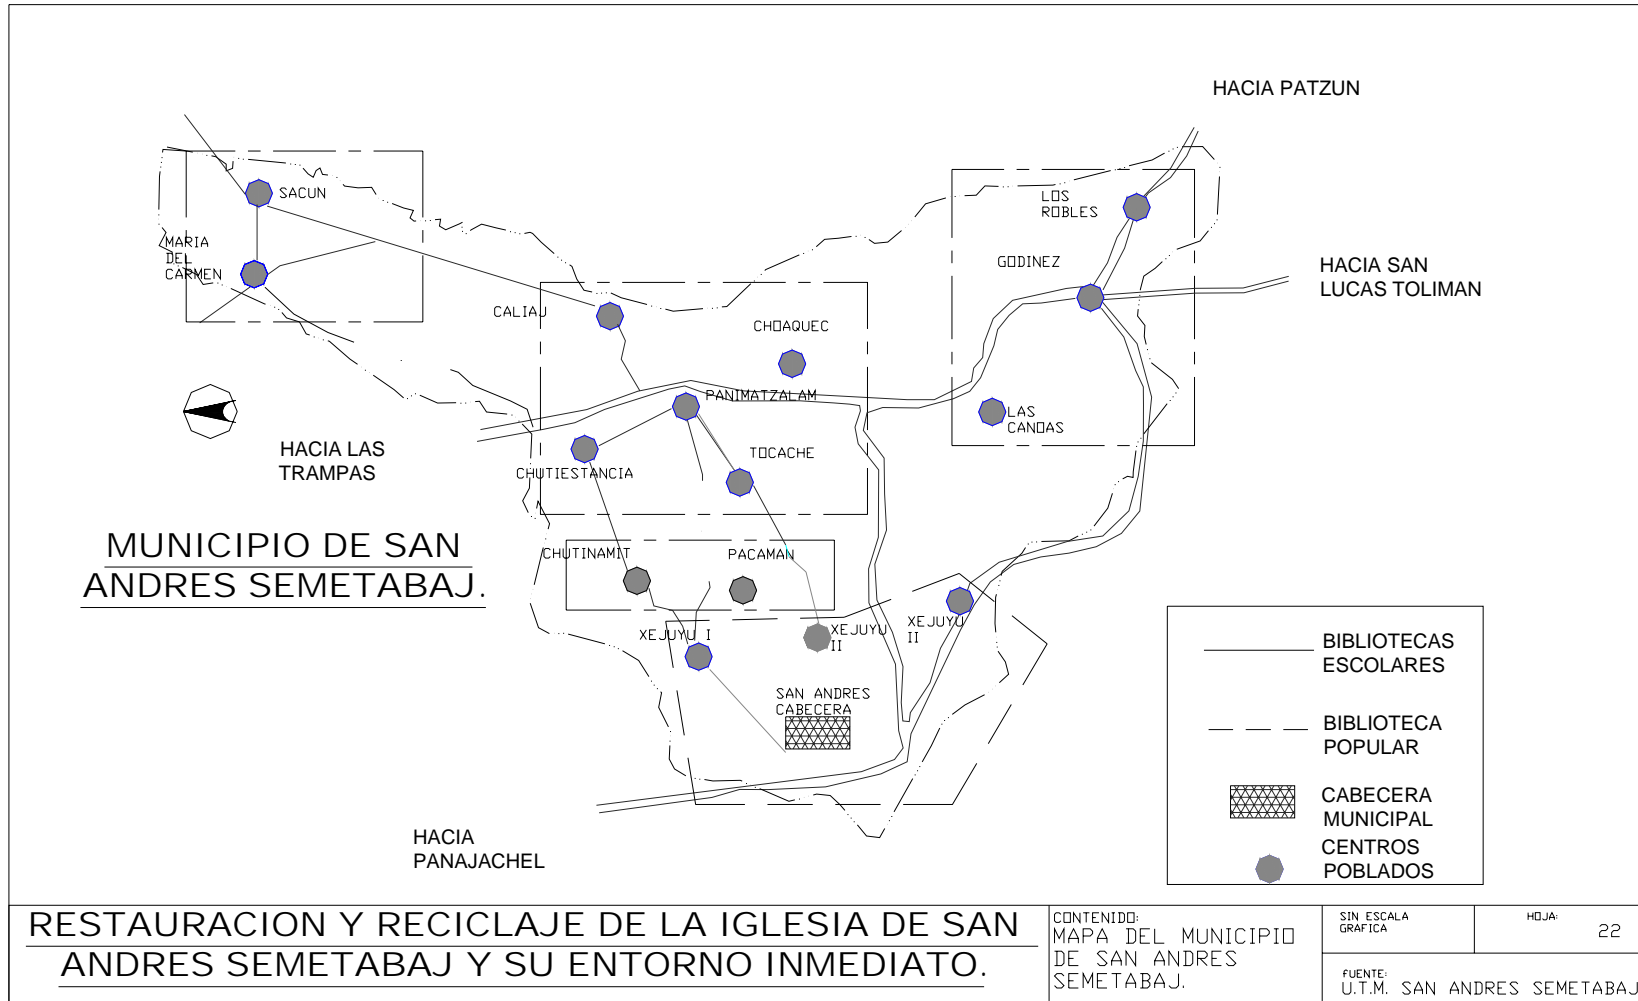 HACIA PATZUN
SACUN
LOS
ROBLES
MARIA
DEL
CARMEN
GODINEZ
HACIA SAN
LUCAS TOLIMAN
CALIAJ
CHOAQUEC
PANIMATZALAM
LAS
CANOAS
HACIA LAS
TRAMPAS
TOCACHE
CHUTIESTANCIA
MUNICIPIO DE SAN
ANDRES SEMETABAJ.
CHUTINAMIT
PACAMAN
XEJUYU I
XEJUYU
II
XEJUYU
II
SAN ANDRES
CABECERA
BIBLIOTECAS
ESCOLARES
BIBLIOTECA
POPULAR
CABECERA
MUNICIPAL
CENTROS
POBLADOS
HACIA
PANAJACHEL
RESTAURACION Y RECICLAJE DE LA IGLESIA DE SAN
ANDRES SEMETABAJ Y SU ENTORNO INMEDIATO.
CONTENIDO:
MAPA DEL MUNICIPIO
DE SAN ANDRES
SEMETABAJ.
SIN ESCALA
GRAFICA
HOJA:
22
FUENTE:
U.T.M. SAN ANDRES SEMETABAJ